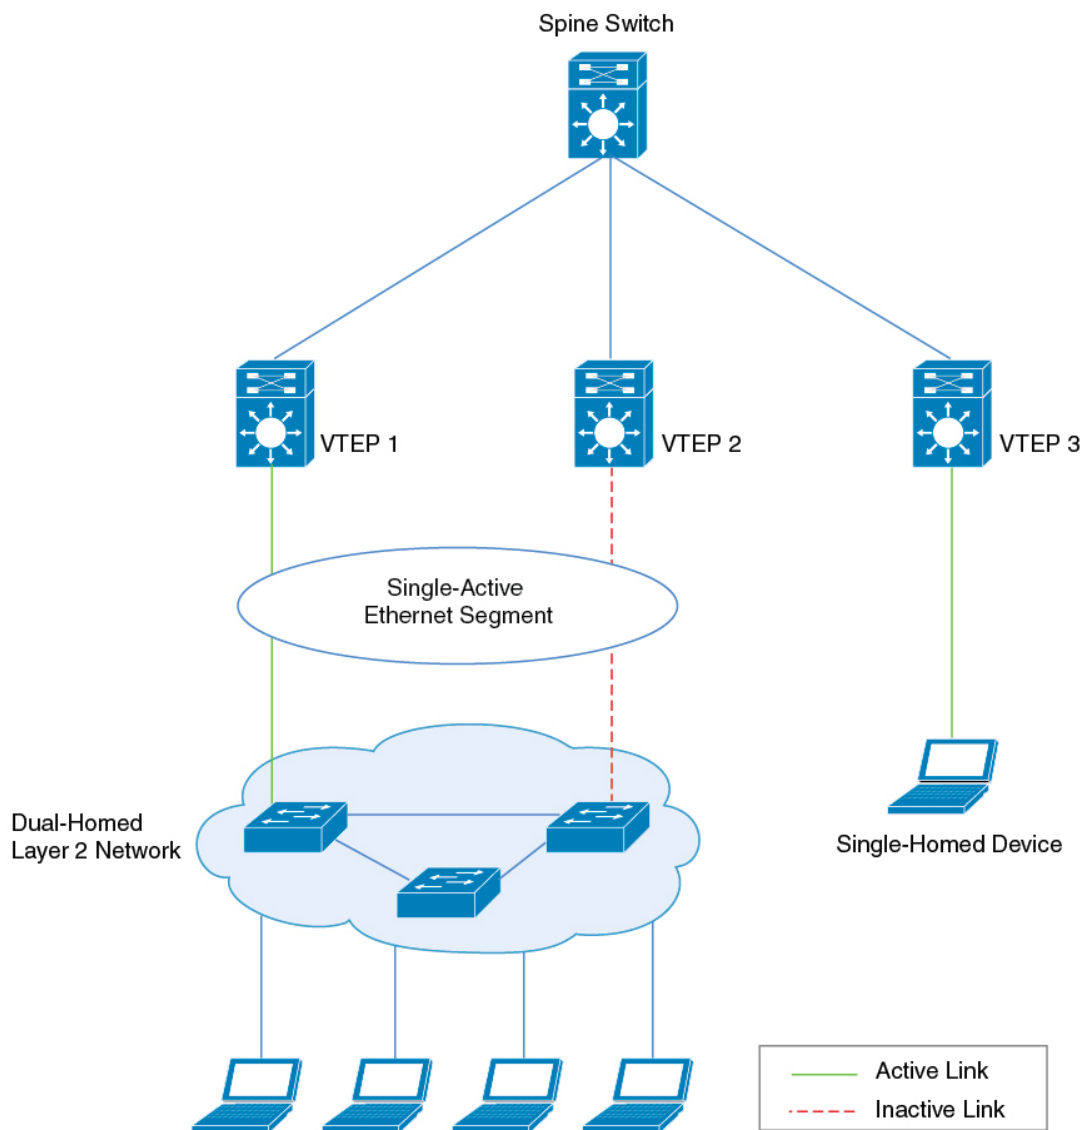 Spine Switch
VTEP 1
VTEP 2
VTEP 3
Single-Active
Ethernet Segment
Dual-Homed
Layer 2 Network
Single-Homed Device
Active Link
Inactive Link